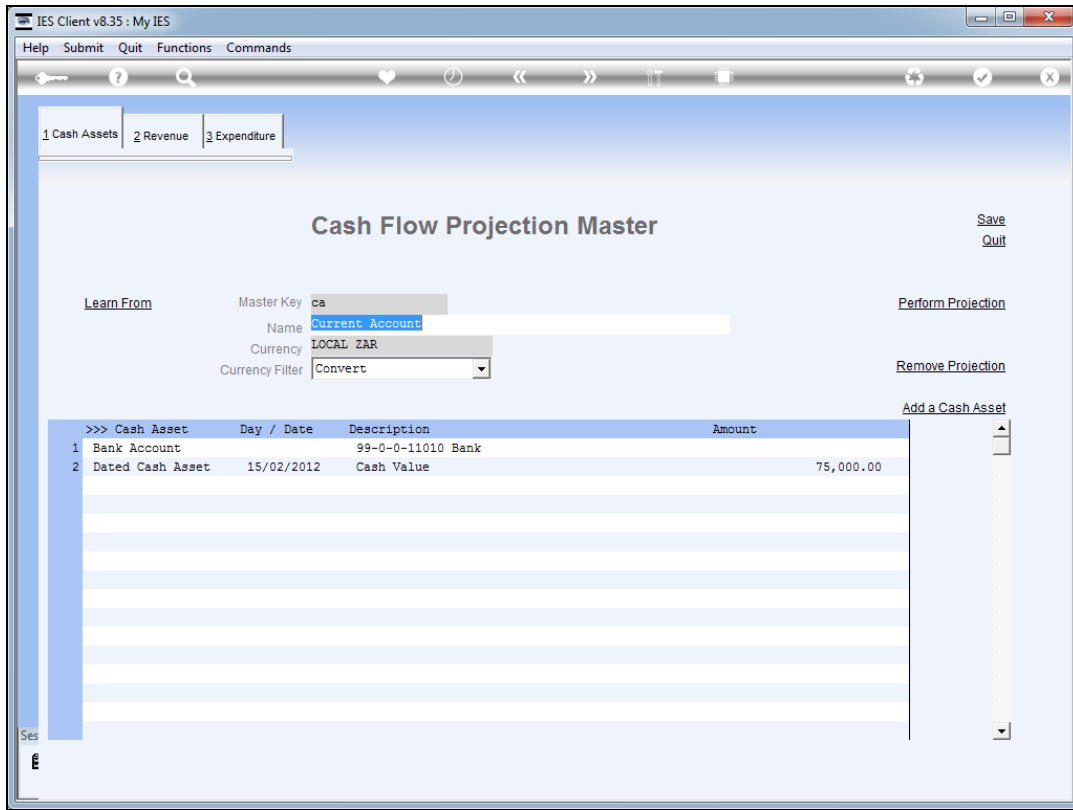 IES Client v8.35 : My IES
Help Submit Quit Functions Commands
1 Cash Assets 2 Revenue 3 Expenditure
Cash Flow Projection Master
Save
Quit
Learn From Master Key ca Perform Projection
Name Current Account
Currency LOCAL ZAR
Currency Filter Convert Remove Projection
Add a Cash Asset
>>> Cash Asset Day / Date Description Amount
1 Bank Account 99-0-0-11010 Bank
2 Dated Cash Asset 15/02/2012 Cash Value 75,000.00
Ses